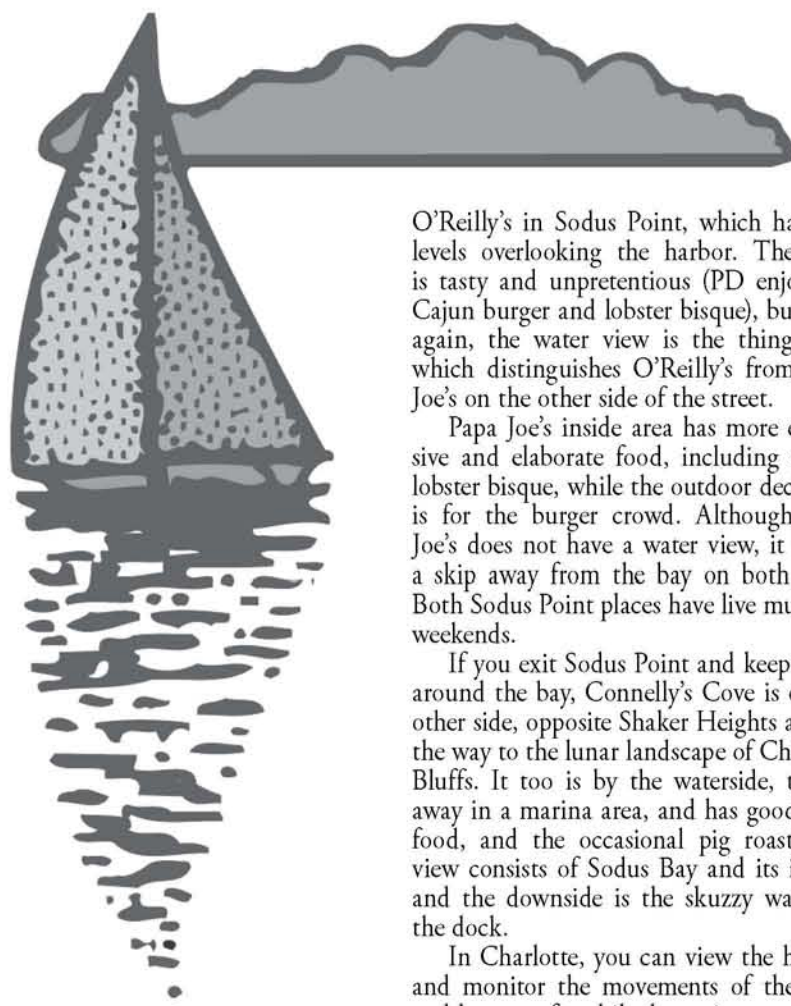 O'Reilly's in Sodus Point, which ha
levels overlooking the harbor. The
is tasty and unpretentious (PD enj
Cajun burger and lobster bisque), bu
again, the water view is the thing
which distinguishes O'Reilly's from
Joe's on the other side of the street.
Papa Joe's inside area has more e
sive and elaborate food, including
lobster bisque, while the outdoor dec
is for the burger crowd. Although
Joe's does not have a water view, it
a skip away from the bay on both
Both Sodus Point places have live mu
weekends.
If you exit Sodus Point and keep
around the bay, Connelly's Cove is
other side, opposite Shaker Heights a
the way to the lunar landscape of Ch
Bluffs. It too is by the waterside, t
away in a marina area, and has good
food, and the occasional pig roast
view consists of Sodus Bay and its i
and the downside is the skuzzy wa
the dock.
In Charlotte, you can view the h
and monitor the movements of the